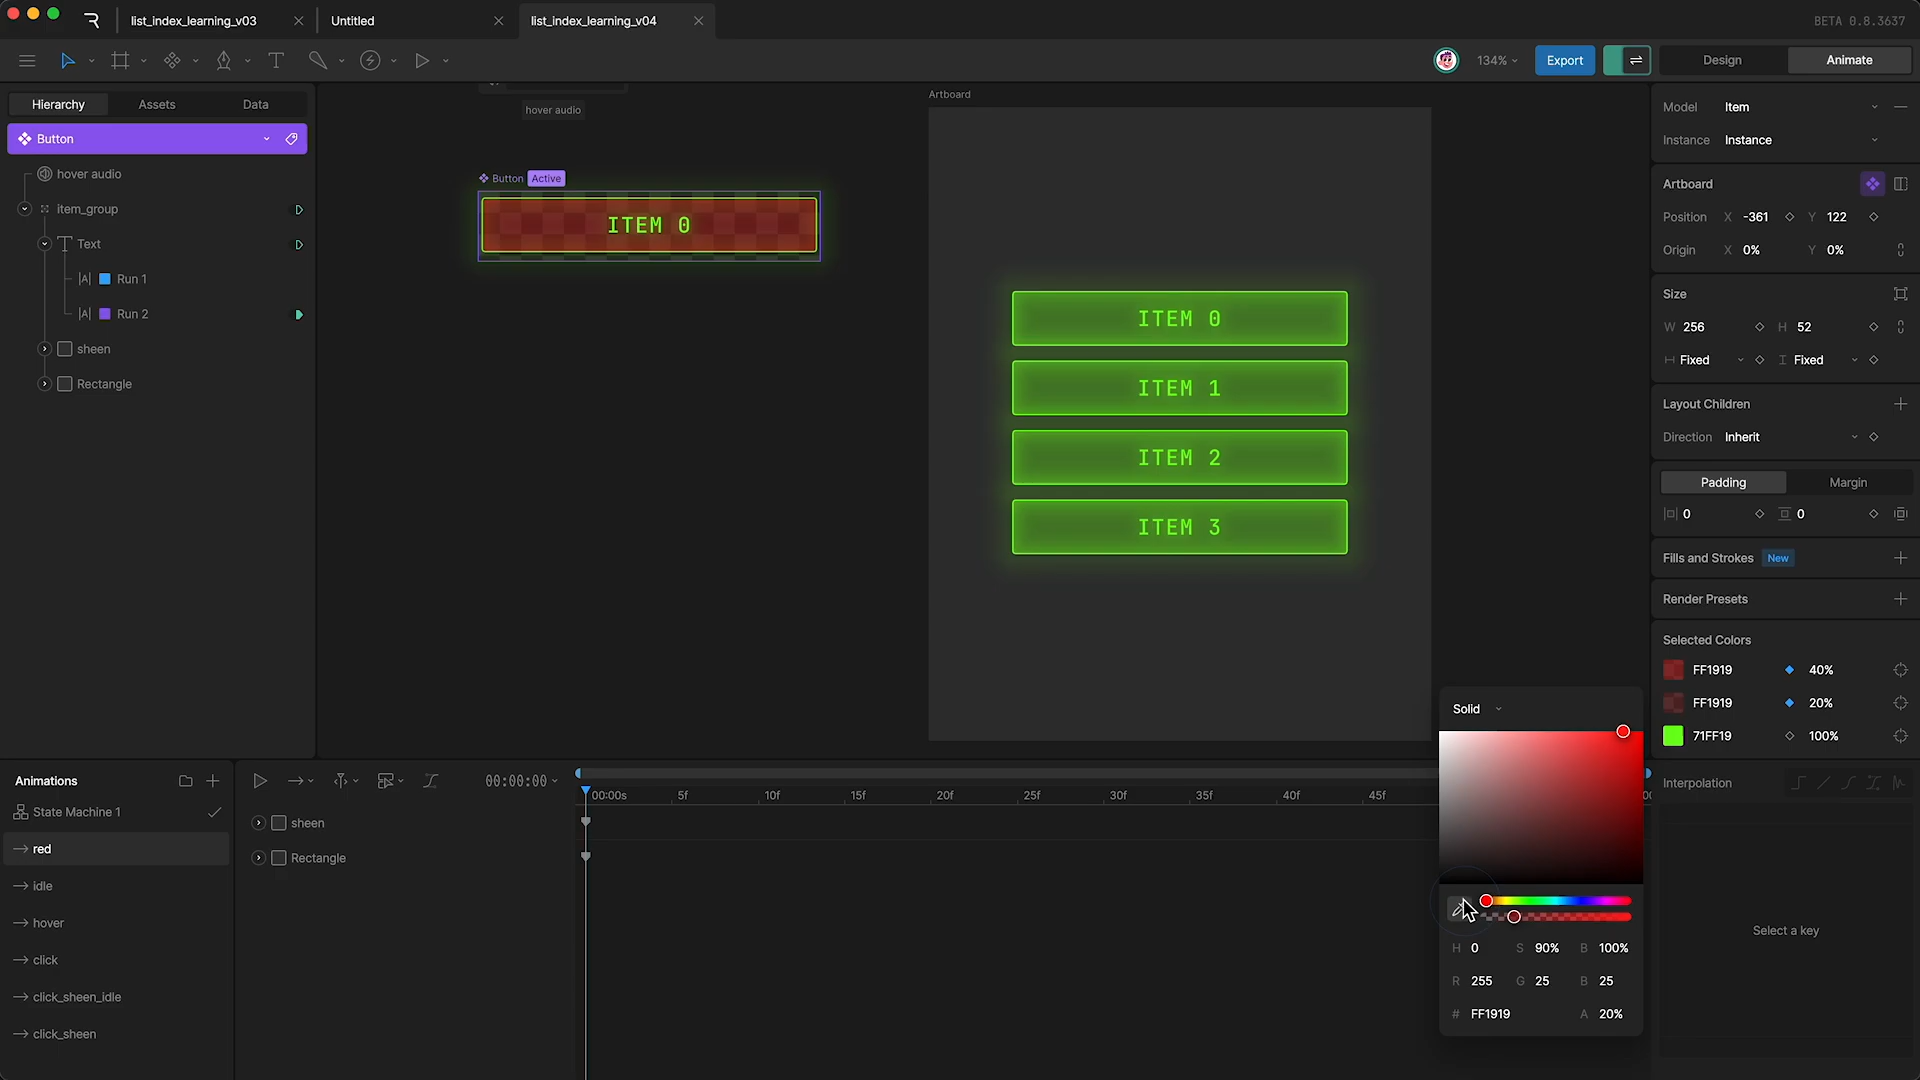 list_index_learning_v03
Untitled
list_index_learning_v04
BETA 0.8.3637
134%
Export
Design
Animate
Hierarchy
Assets
Data
Button
hover audio
item_group
Text
Run 1
Run 2
sheen
Rectangle
hover audio
Button Active
ITEM 0
Artboard
ITEM 0
ITEM 1
ITEM 2
ITEM 3
Model Item
Instance Instance
Artboard
Position X -361 Y 122
Origin X 0% Y 0%
Size
W 256 H 52
Fixed Fixed
Layout Children
Direction Inherit
Padding Margin
0 0
Fills and Strokes New
Render Presets
Selected Colors
FF1919 40%
FF1919 20%
71FF19 100%
Solid
H 0 S 90% B 100%
R 255 G 25 B 25
# FF1919 A 20%
Interpolation
Select a key
Animations
State Machine 1
red
idle
hover
click
click_sheen_idle
click_sheen
00:00:00
00:00s 5f 10f 15f 20f 25f 30f 35f 40f 45f
sheen
Rectangle